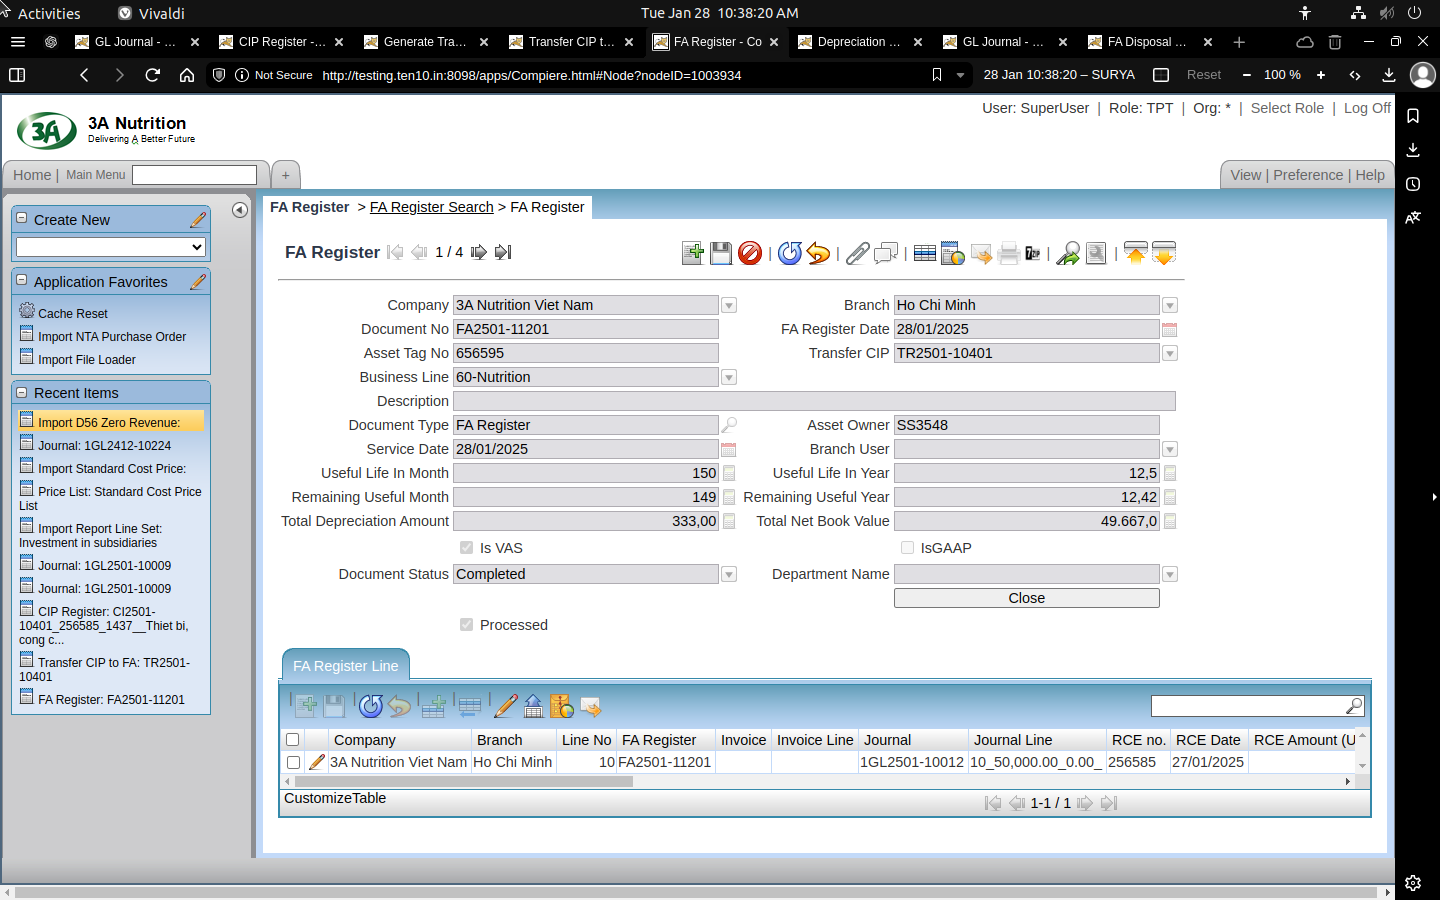 Activities
Vivaldi
Tue Jan 28 10:38:20 AM
GL Journal - ...
CIP Register -...
Generate Tra...
Transfer CIP t...
FA Register - Co
Depreciation ...
GL Journal - ...
FA Disposal ...
Not Secure
http://testing.ten10.in:8098/apps/Compiere.html#Node?nodeID=1003934
28 Jan 10:38:20 – SURYA
Reset
100 %
3A
3A Nutrition
Delivering A Better Future
User: SuperUser | Role: TPT | Org: * | Select Role | Log Off
Home | Main Menu
+
View | Preference | Help
Create New
Application Favorites
Cache Reset
Import NTA Purchase Order
Import File Loader
Recent Items
Import D56 Zero Revenue:
Journal: 1GL2412-10224
Import Standard Cost Price:
Price List: Standard Cost Price
List
Import Report Line Set:
Investment in subsidiaries
Journal: 1GL2501-10009
Journal: 1GL2501-10009
CIP Register: CI2501-
10401_256585_1437__Thiet bi,
cong c...
Transfer CIP to FA: TR2501-
10401
FA Register: FA2501-11201
FA Register > FA Register Search > FA Register
FA Register 1 / 4
Company 3A Nutrition Viet Nam
Branch Ho Chi Minh
Document No FA2501-11201
FA Register Date 28/01/2025
Asset Tag No 656595
Transfer CIP TR2501-10401
Business Line 60-Nutrition
Description
Document Type FA Register
Asset Owner SS3548
Service Date 28/01/2025
Branch User
Useful Life In Month 150
Useful Life In Year 12,5
Remaining Useful Month 149
Remaining Useful Year 12,42
Total Depreciation Amount 333,00
Total Net Book Value 49.667,0
Is VAS
IsGAAP
Document Status Completed
Department Name
Close
Processed
FA Register Line
Company Branch Line No FA Register Invoice Invoice Line Journal Journal Line RCE no. RCE Date RCE Amount (U
3A Nutrition Viet Nam Ho Chi Minh 10 FA2501-11201 1GL2501-10012 10_50,000.00_0.00_ 256585 27/01/2025
CustomizeTable
1-1 / 1